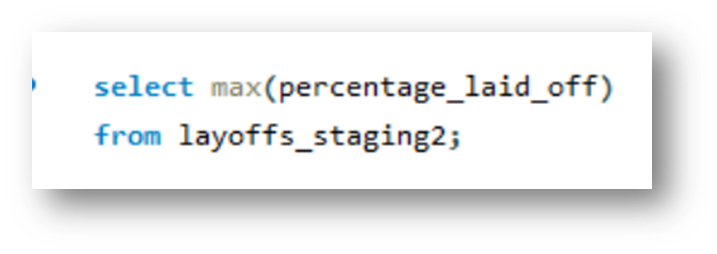 select max(percentage_laid_off)
from layoffs_staging2;